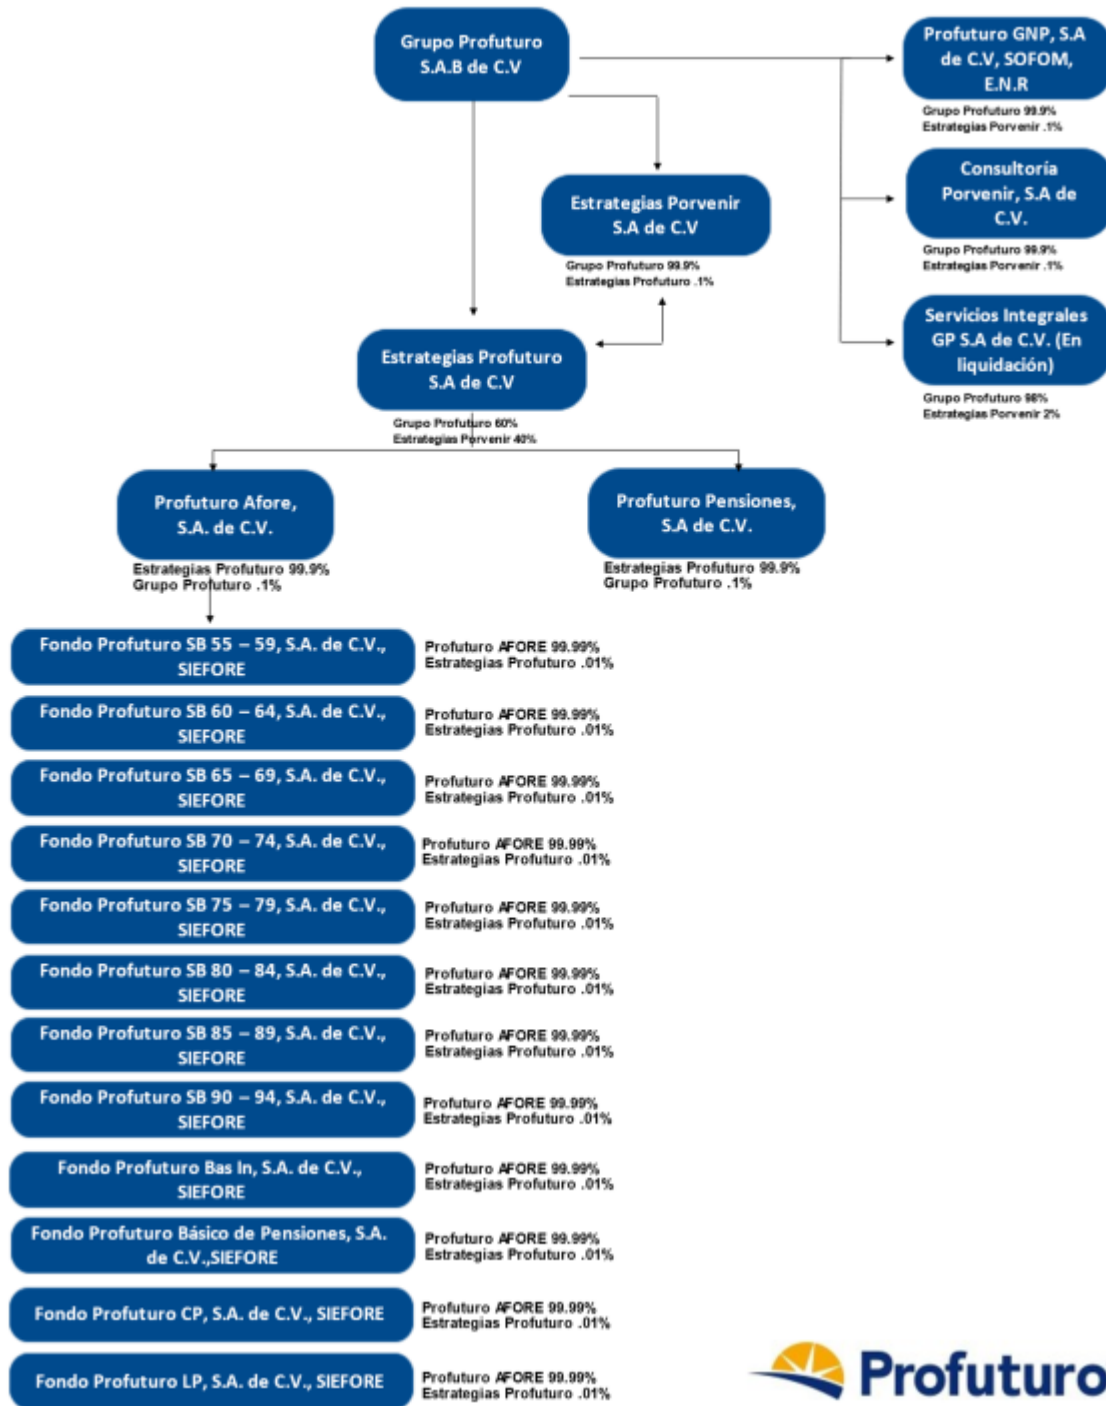 Grupo Profuturo
S.A.B de C.V
Profuturo GNP, S.A
de C.V, SOFOM,
E.N.R
Grupo Profuturo 99.9%
Estrategias Porvenir .1%
Estrategias Porvenir
S.A de C.V
Grupo Profuturo 99.9%
Estrategias Profuturo .1%
Consultoría
Porvenir, S.A de
C.V.
Grupo Profuturo 99.9%
Estrategias Porvenir .1%
Servicios Integrales
GP S.A de C.V. (En
liquidación)
Grupo Profuturo 98%
Estrategias Porvenir 2%
Estrategias Profuturo
S.A de C.V
Grupo Profuturo 60%
Estrategias Porvenir 40%
Profuturo Afore,
S.A. de C.V.
Estrategias Profuturo 99.9%
Grupo Profuturo .1%
Profuturo Pensiones,
S.A de C.V.
Estrategias Profuturo 99.9%
Grupo Profuturo .1%
Fondo Profuturo SB 55 – 59, S.A. de C.V.,
SIEFORE
Profuturo AFORE 99.99%
Estrategias Profuturo .01%
Fondo Profuturo SB 60 – 64, S.A. de C.V.,
SIEFORE
Profuturo AFORE 99.99%
Estrategias Profuturo .01%
Fondo Profuturo SB 65 – 69, S.A. de C.V.,
SIEFORE
Profuturo AFORE 99.99%
Estrategias Profuturo .01%
Fondo Profuturo SB 70 – 74, S.A. de C.V.,
SIEFORE
Profuturo AFORE 99.99%
Estrategias Profuturo .01%
Fondo Profuturo SB 75 – 79, S.A. de C.V.,
SIEFORE
Profuturo AFORE 99.99%
Estrategias Profuturo .01%
Fondo Profuturo SB 80 – 84, S.A. de C.V.,
SIEFORE
Profuturo AFORE 99.99%
Estrategias Profuturo .01%
Fondo Profuturo SB 85 – 89, S.A. de C.V.,
SIEFORE
Profuturo AFORE 99.99%
Estrategias Profuturo .01%
Fondo Profuturo SB 90 – 94, S.A. de C.V.,
SIEFORE
Profuturo AFORE 99.99%
Estrategias Profuturo .01%
Fondo Profuturo Bas In, S.A. de C.V.,
SIEFORE
Profuturo AFORE 99.99%
Estrategias Profuturo .01%
Fondo Profuturo Básico de Pensiones, S.A.
de C.V.,SIEFORE
Profuturo AFORE 99.99%
Estrategias Profuturo .01%
Fondo Profuturo CP, S.A. de C.V., SIEFORE
Profuturo AFORE 99.99%
Estrategias Profuturo .01%
Fondo Profuturo LP, S.A. de C.V., SIEFORE
Profuturo AFORE 99.99%
Estrategias Profuturo .01%
Profuturo